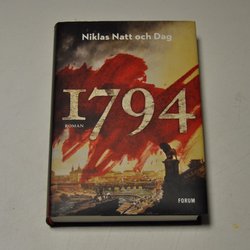 Niklas Natt och Dag
1794
ROMAN
FORUM